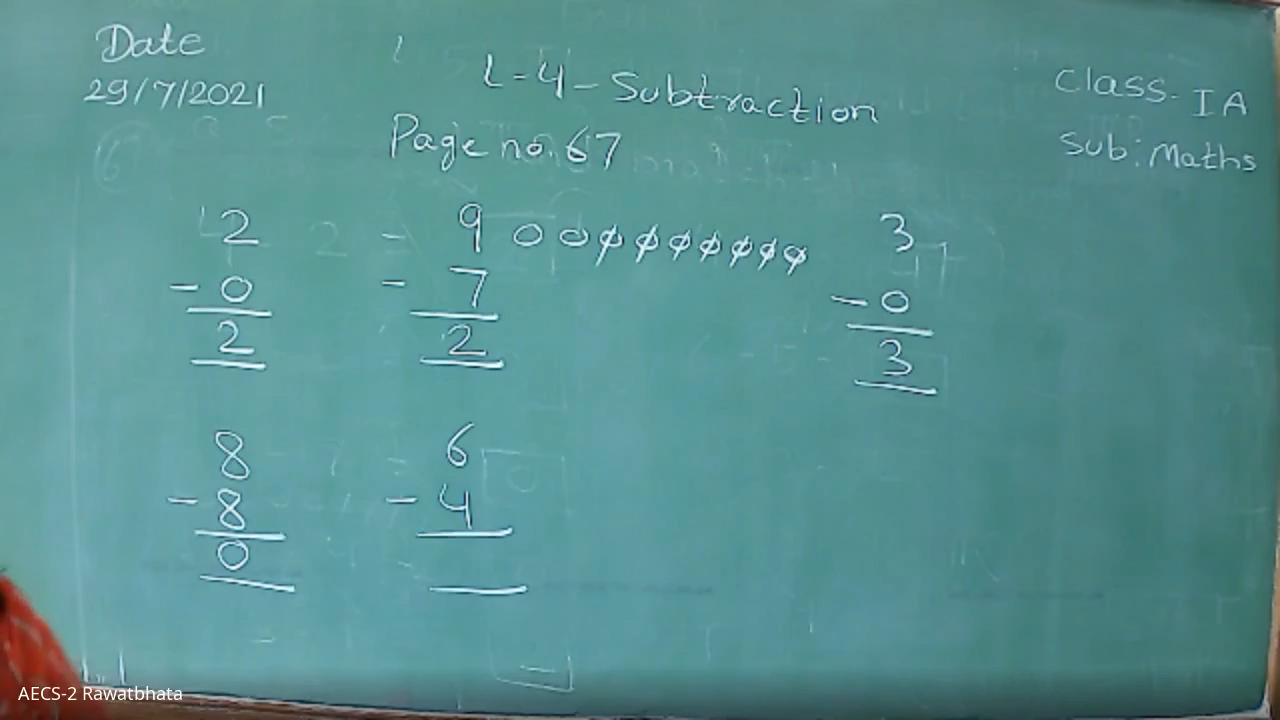 Date
29/7/2021
L-4-Subtraction
Page no. 67
Class- I A
Sub: Maths
2
- 0
2
- 9
- 7
2
3
- 0
3
8
- 8
0
6
- 4
AECS-2 Rawatbhata